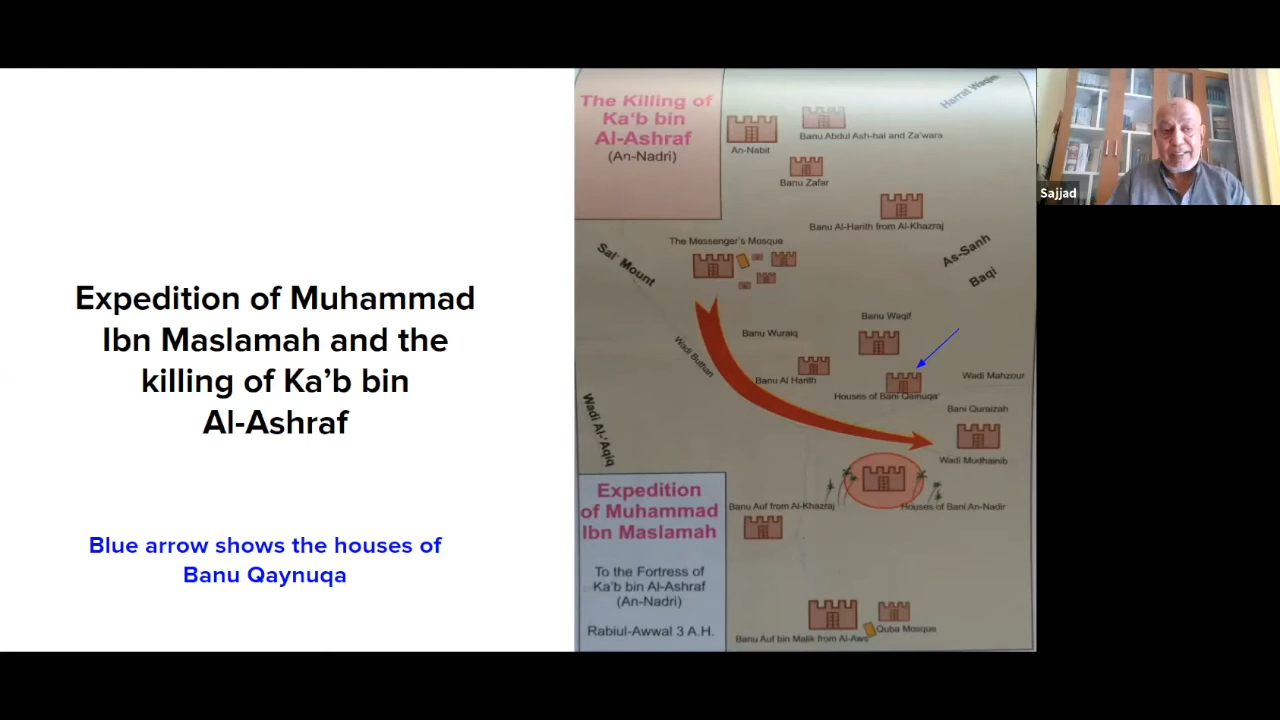 Expedition of Muhammad
Ibn Maslamah and the
killing of Ka’b bin
Al-Ashraf
Blue arrow shows the houses of
Banu Qaynuqa
The Killing of
Ka‘b bin
Al-Ashraf
(An-Nadri)
Harrat Waqim
An-Nabit
Banu Abdul Ash-hal and Za'wara
Banu Zafar
Banu Al-Harith from Al-Khazraj
The Messenger's Mosque
Sal' Mount
As-Sanh
Baqi
Banu Waqif
Banu Wuraiq
Wadi Buthan
Banu Al Harith
Wadi Mahzour
Houses of Bani Qainuqa'
Bani Quraizah
Wadi Al-'Aqiq
Wadi Mudhainib
Banu Auf from Al-Khazraj
Houses of Bani An-Nadir
Expedition
of Muhammad
Ibn Maslamah
To the Fortress of
Ka'b bin Al-Ashraf
(An-Nadri)
Rabiul-Awwal 3 A.H.
Quba Mosque
Banu Auf bin Malik from Al-Aws
Sajjad